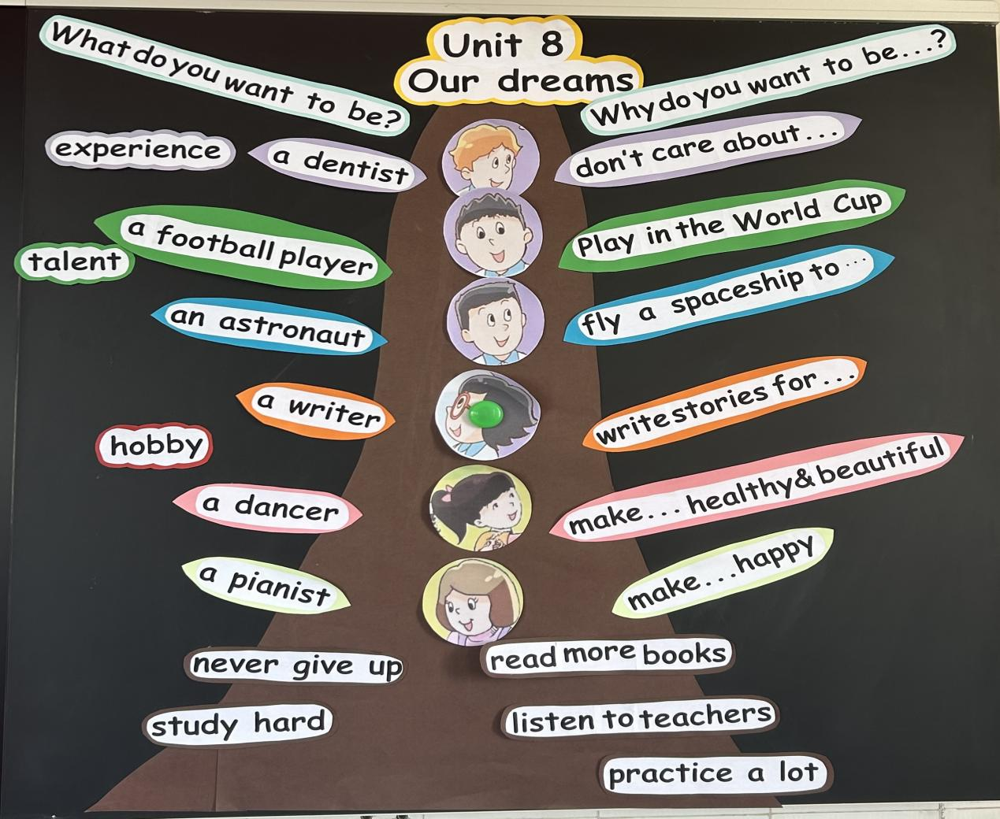 Unit 8
Our dreams
What do you want to be?
Why do you want to be...?
experience
a dentist
don't care about...
a football player
Play in the World Cup
talent
an astronaut
fly a spaceship to...
a writer
write stories for...
hobby
a dancer
make... healthy & beautiful
a pianist
make...happy
never give up
read more books
study hard
listen to teachers
practice a lot